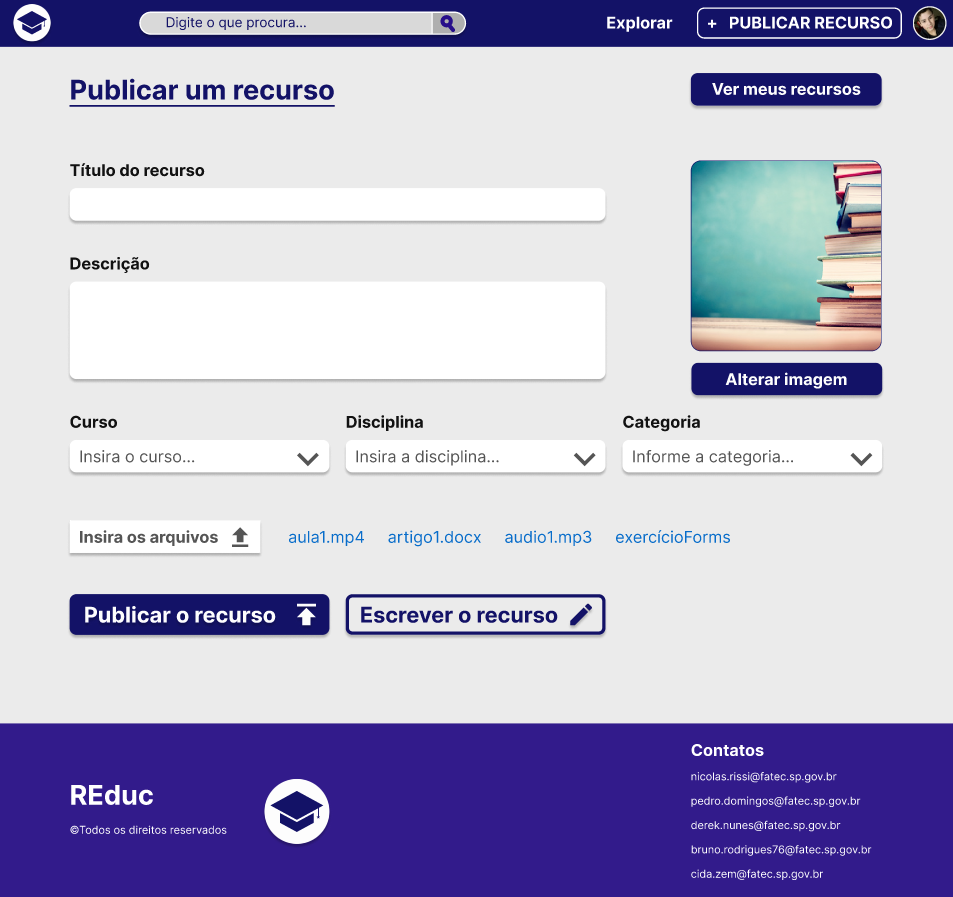 Digite o que procura...
Explorar
+ PUBLICAR RECURSO
Publicar um recurso
Ver meus recursos
Título do recurso
Descrição
Alterar imagem
Curso
Disciplina
Categoria
Insira o curso...
Insira a disciplina...
Informe a categoria...
Insira os arquivos
aula1.mp4
artigo1.docx
audio1.mp3
exercícioForms
Publicar o recurso
Escrever o recurso
REduc
©Todos os direitos reservados
Contatos
nicolas.rissi@fatec.sp.gov.br
pedro.domingos@fatec.sp.gov.br
derek.nunes@fatec.sp.gov.br
bruno.rodrigues76@fatec.sp.gov.br
cida.zem@fatec.sp.gov.br